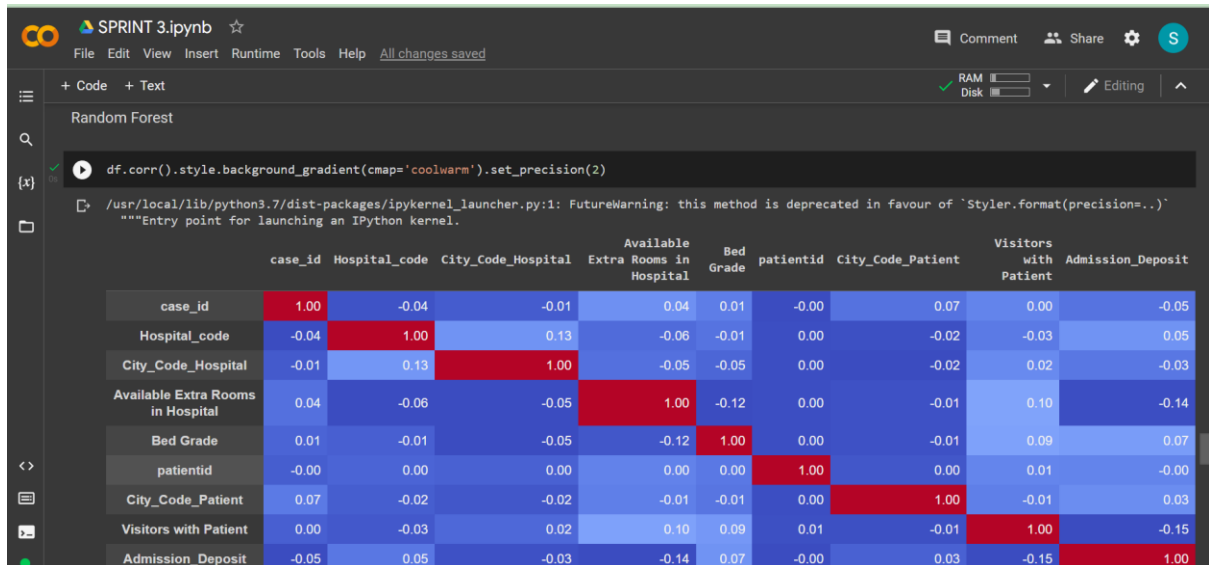 CO SPRINT 3.ipynb ☆
File Edit View Insert Runtime Tools Help All changes saved
Comment Share S
+ Code + Text
RAM
Disk
Editing
Random Forest
{x}
0s
df.corr().style.background_gradient(cmap='coolwarm').set_precision(2)
/usr/local/lib/python3.7/dist-packages/ipykernel_launcher.py:1: FutureWarning: this method is deprecated in favour of `Styler.format(precision=..)`
"""Entry point for launching an IPython kernel.
case_id Hospital_code City_Code_Hospital Available Extra Rooms in Hospital Bed Grade patientid City_Code_Patient Visitors with Patient Admission_Deposit
case_id 1.00 -0.04 -0.01 0.04 0.01 -0.00 0.07 0.00 -0.05
Hospital_code -0.04 1.00 0.13 -0.06 -0.01 0.00 -0.02 -0.03 0.05
City_Code_Hospital -0.01 0.13 1.00 -0.05 -0.05 0.00 -0.02 0.02 -0.03
Available Extra Rooms
in Hospital 0.04 -0.06 -0.05 1.00 -0.12 0.00 -0.01 0.10 -0.14
Bed Grade 0.01 -0.01 -0.05 -0.12 1.00 0.00 -0.01 0.09 0.07
patientid -0.00 0.00 0.00 0.00 0.00 1.00 0.00 0.01 -0.00
City_Code_Patient 0.07 -0.02 -0.02 -0.01 -0.01 0.00 1.00 -0.01 0.03
Visitors with Patient 0.00 -0.03 0.02 0.10 0.09 0.01 -0.01 1.00 -0.15
Admission_Deposit -0.05 0.05 -0.03 -0.14 0.07 -0.00 0.03 -0.15 1.00